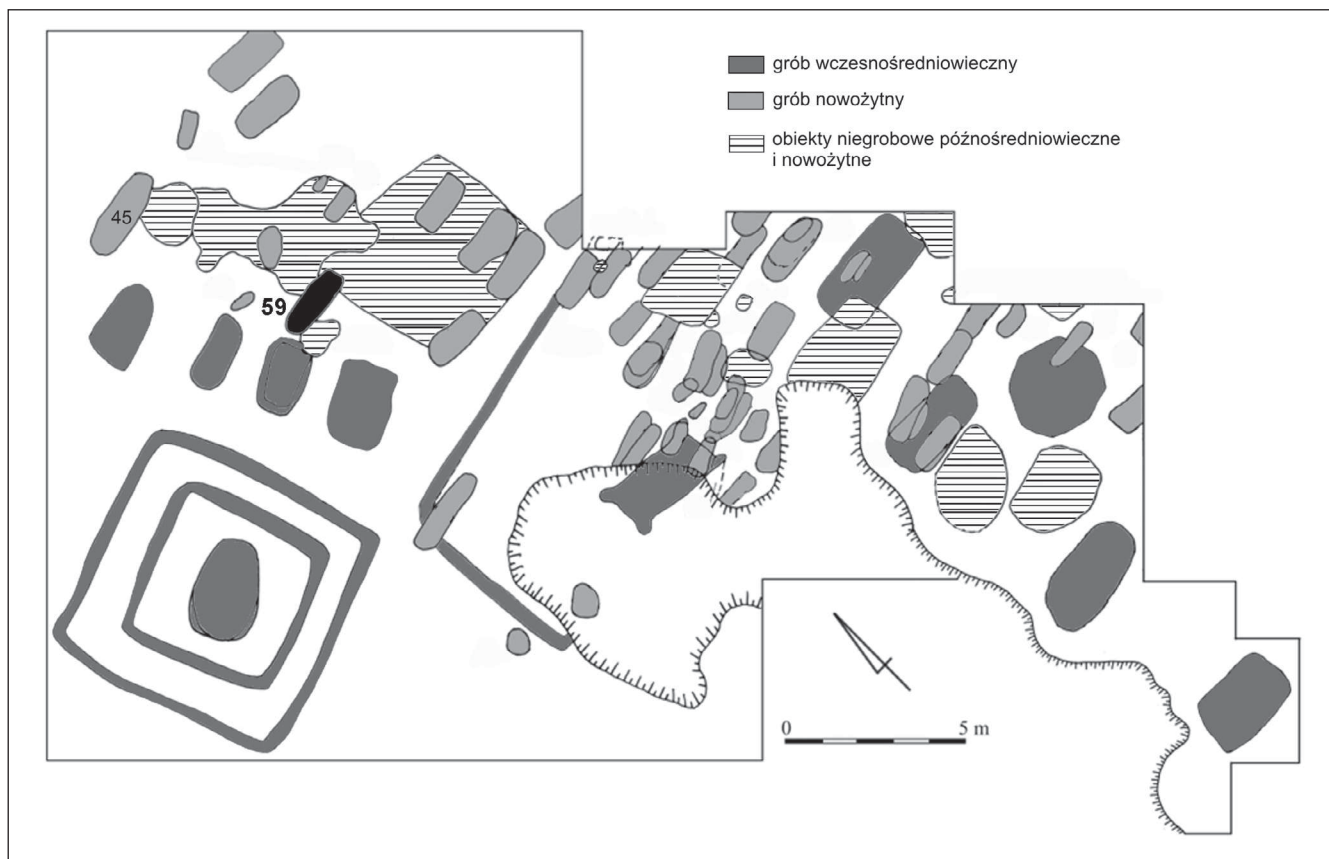 grób wczesnośredniowieczny
grób nowożytny
obiekty niegrobowe późnośredniowieczne
i nowożytne
45
59
0 5 m